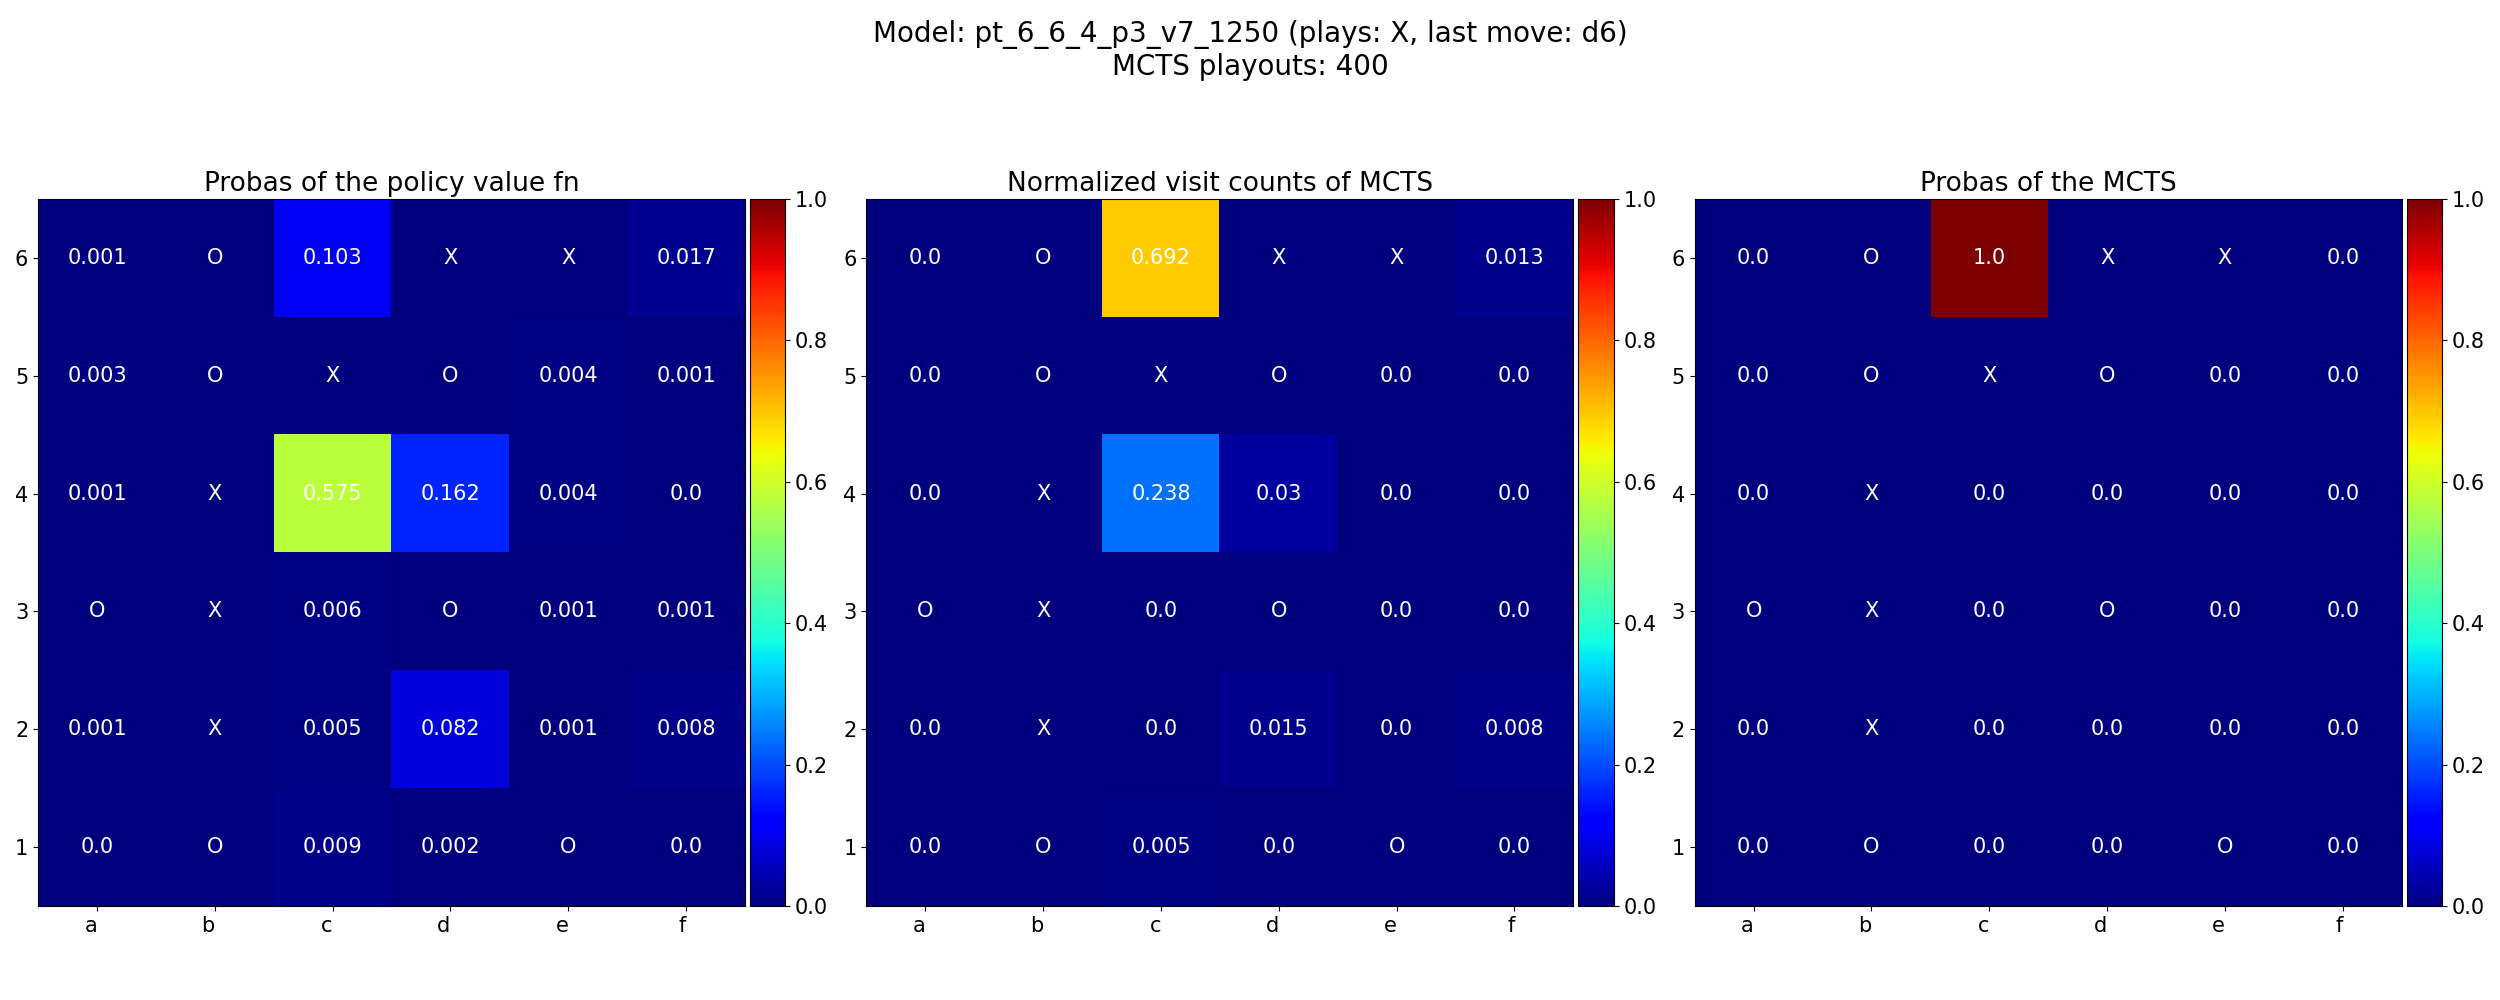 Model: pt_6_6_4_p3_v7_1250 (plays: X, last move: d6)
MCTS playouts: 400
Probas of the policy value fn
1.0
6 0.001 O 0.103 X X 0.017
0.8
5 0.003 O X O 0.004 0.001
0.6
4 0.001 X 0.575 0.162 0.004 0.0
0.4
3 O X 0.006 O 0.001 0.001
2 0.001 X 0.005 0.082 0.001 0.008
0.2
1 0.0 O 0.009 0.002 O 0.0
0.0
a b c d e f
Normalized visit counts of MCTS
1.0
6 0.0 O 0.692 X X 0.013
0.8
5 0.0 O X O 0.0 0.0
0.6
4 0.0 X 0.238 0.03 0.0 0.0
0.4
3 O X 0.0 O 0.0 0.0
2 0.0 X 0.0 0.015 0.0 0.008
0.2
1 0.0 O 0.005 0.0 O 0.0
0.0
a b c d e f
Probas of the MCTS
1.0
6 0.0 O 1.0 X X 0.0
0.8
5 0.0 O X O 0.0 0.0
0.6
4 0.0 X 0.0 0.0 0.0 0.0
0.4
3 O X 0.0 O 0.0 0.0
2 0.0 X 0.0 0.0 0.0 0.0
0.2
1 0.0 O 0.0 0.0 O 0.0
0.0
a b c d e f